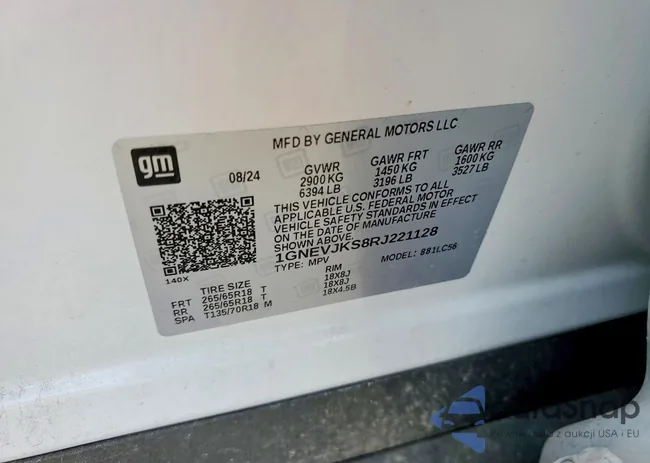 gm
MFD BY GENERAL MOTORS LLC
08/24 GVWR GAWR FRT GAWR RR
2900 KG 1450 KG 1600 KG
6394 LB 3196 LB 3527 LB
THIS VEHICLE CONFORMS TO ALL
APPLICABLE U.S. FEDERAL MOTOR
VEHICLE SAFETY STANDARDS IN EFFECT
ON THE DATE OF MANUFACTURE
SHOWN ABOVE.
1GNEVJKS8RJ221128
TYPE: MPV MODEL: 881LC56
140X
TIRE SIZE RIM
FRT 265/65R18 T 18X8J
RR 265/65R18 T 18X8J
SPA T135/70R18 M 18X4.5B
z aukcji USA i EU